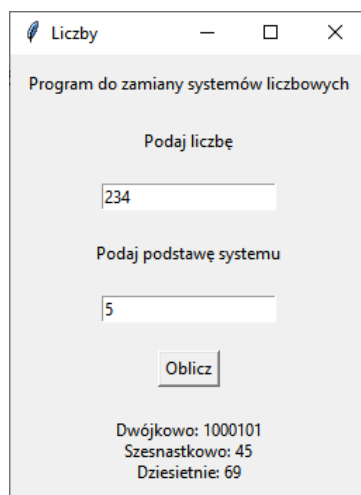 Liczby
Program do zamiany systemów liczbowych
Podaj liczbę
234
Podaj podstawę systemu
5
Oblicz
Dwójkowo: 1000101
Szesnastkowo: 45
Dziesietnie: 69